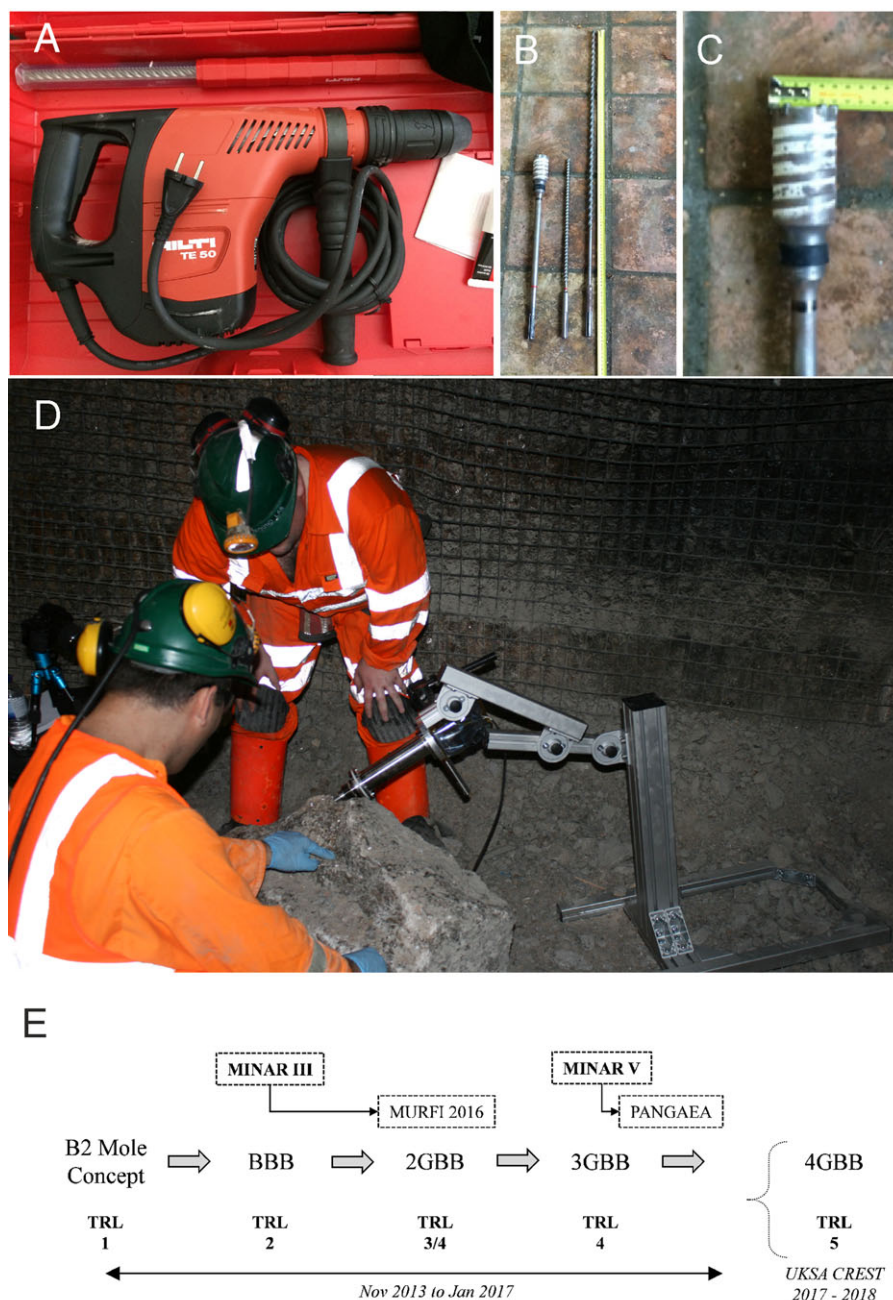 A
HILTI
TE 50
B
C
D
E
MINAR III
MINAR V
MURFI 2016
PANGAEA
B2 Mole
Concept
BBB
2GBB
3GBB
4GBB
TRL
1
TRL
2
TRL
3/4
TRL
4
TRL
5
Nov 2013 to Jan 2017
UKSA CREST
2017 - 2018